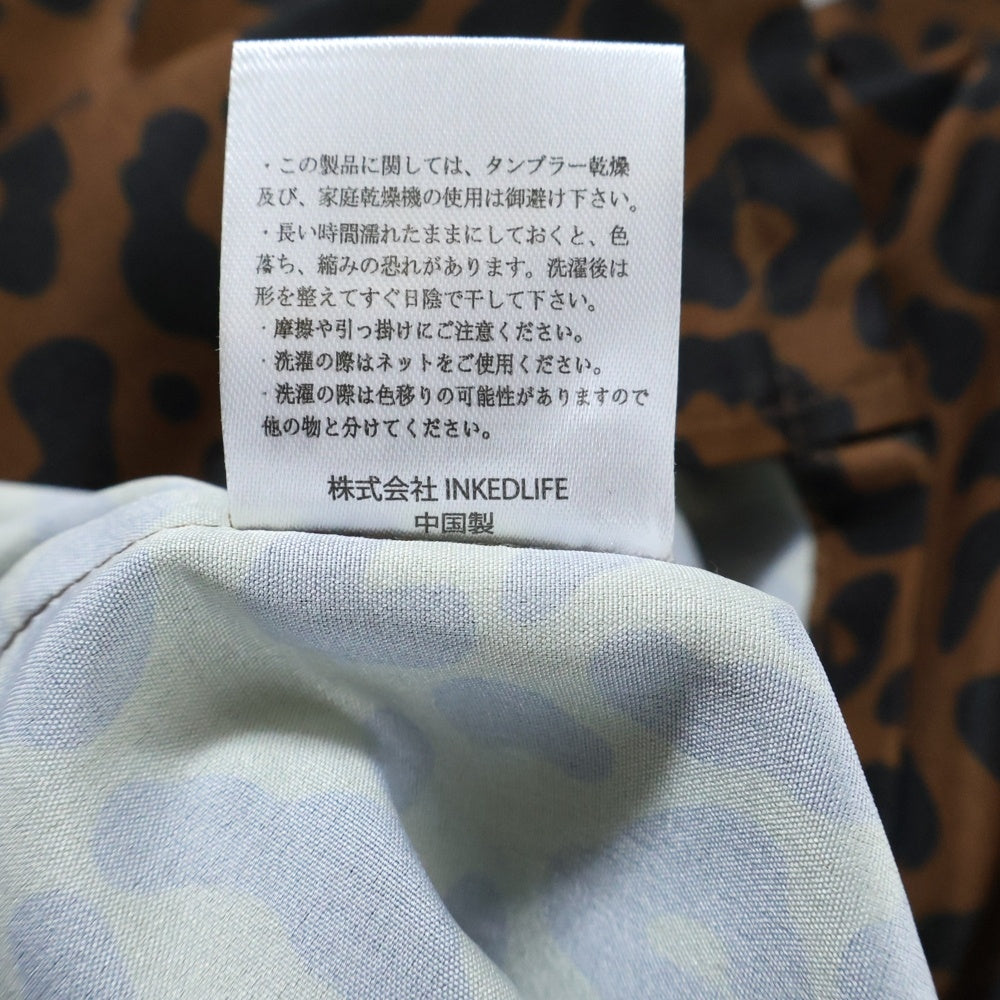 ・この製品に関しては、タンブラー乾燥
及び、家庭乾燥機の使用は御避け下さい。
・長い時間濡れたままにしておくと、色
落ち、縮みの恐れがあります。洗濯後は
形を整えてすぐ日陰で干して下さい。
・摩擦や引っ掛けにご注意ください。
・洗濯の際はネットをご使用ください。
・洗濯の際は色移りの可能性がありますので
他の物と分けてください。
株式会社 INKEDLIFE
中国製